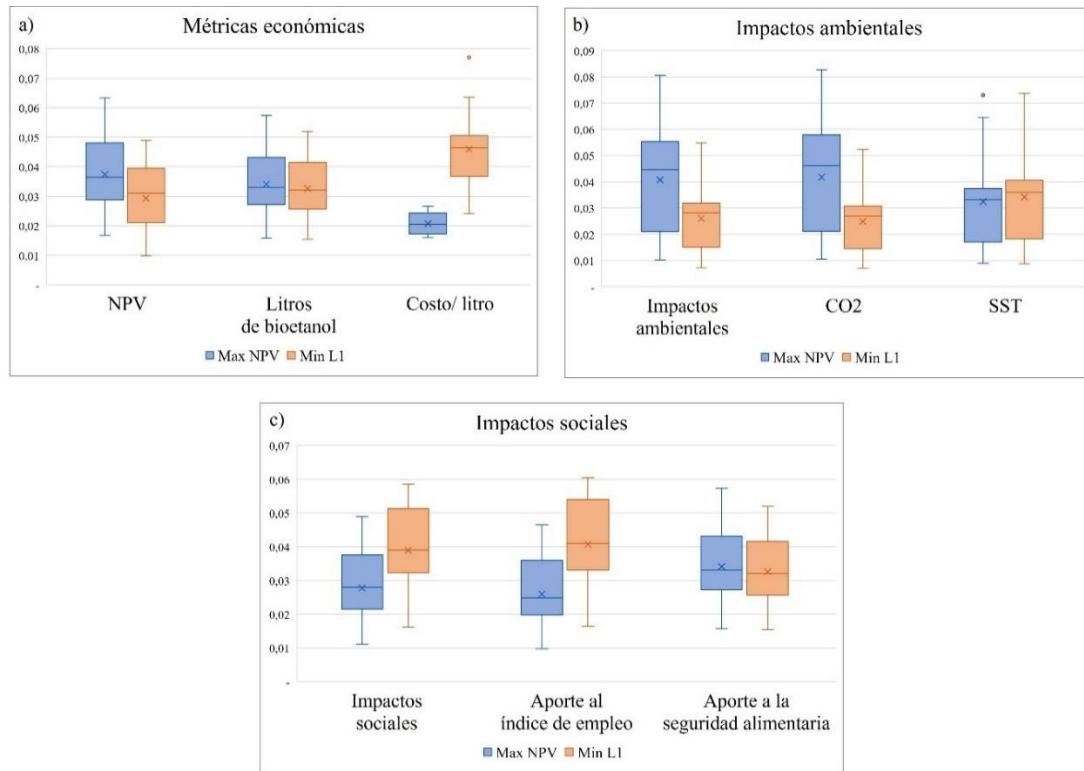 a)
Métricas económicas
0,08
0,07
0,06
0,05
0,04
0,03
0,02
0,01
-
NPV
Litros
de bioetanol
Costo/ litro
Max NPV
Min L1
b)
Impactos ambientales
0,09
0,08
0,07
0,06
0,05
0,04
0,03
0,02
0,01
-
Impactos
ambientales
CO2
SST
Max NPV
Min L1
c)
Impactos sociales
0,07
0,06
0,05
0,04
0,03
0,02
0,01
-
Impactos
sociales
Aporte al
índice de empleo
Aporte a la
seguridad alimentaria
Max NPV
Min L1